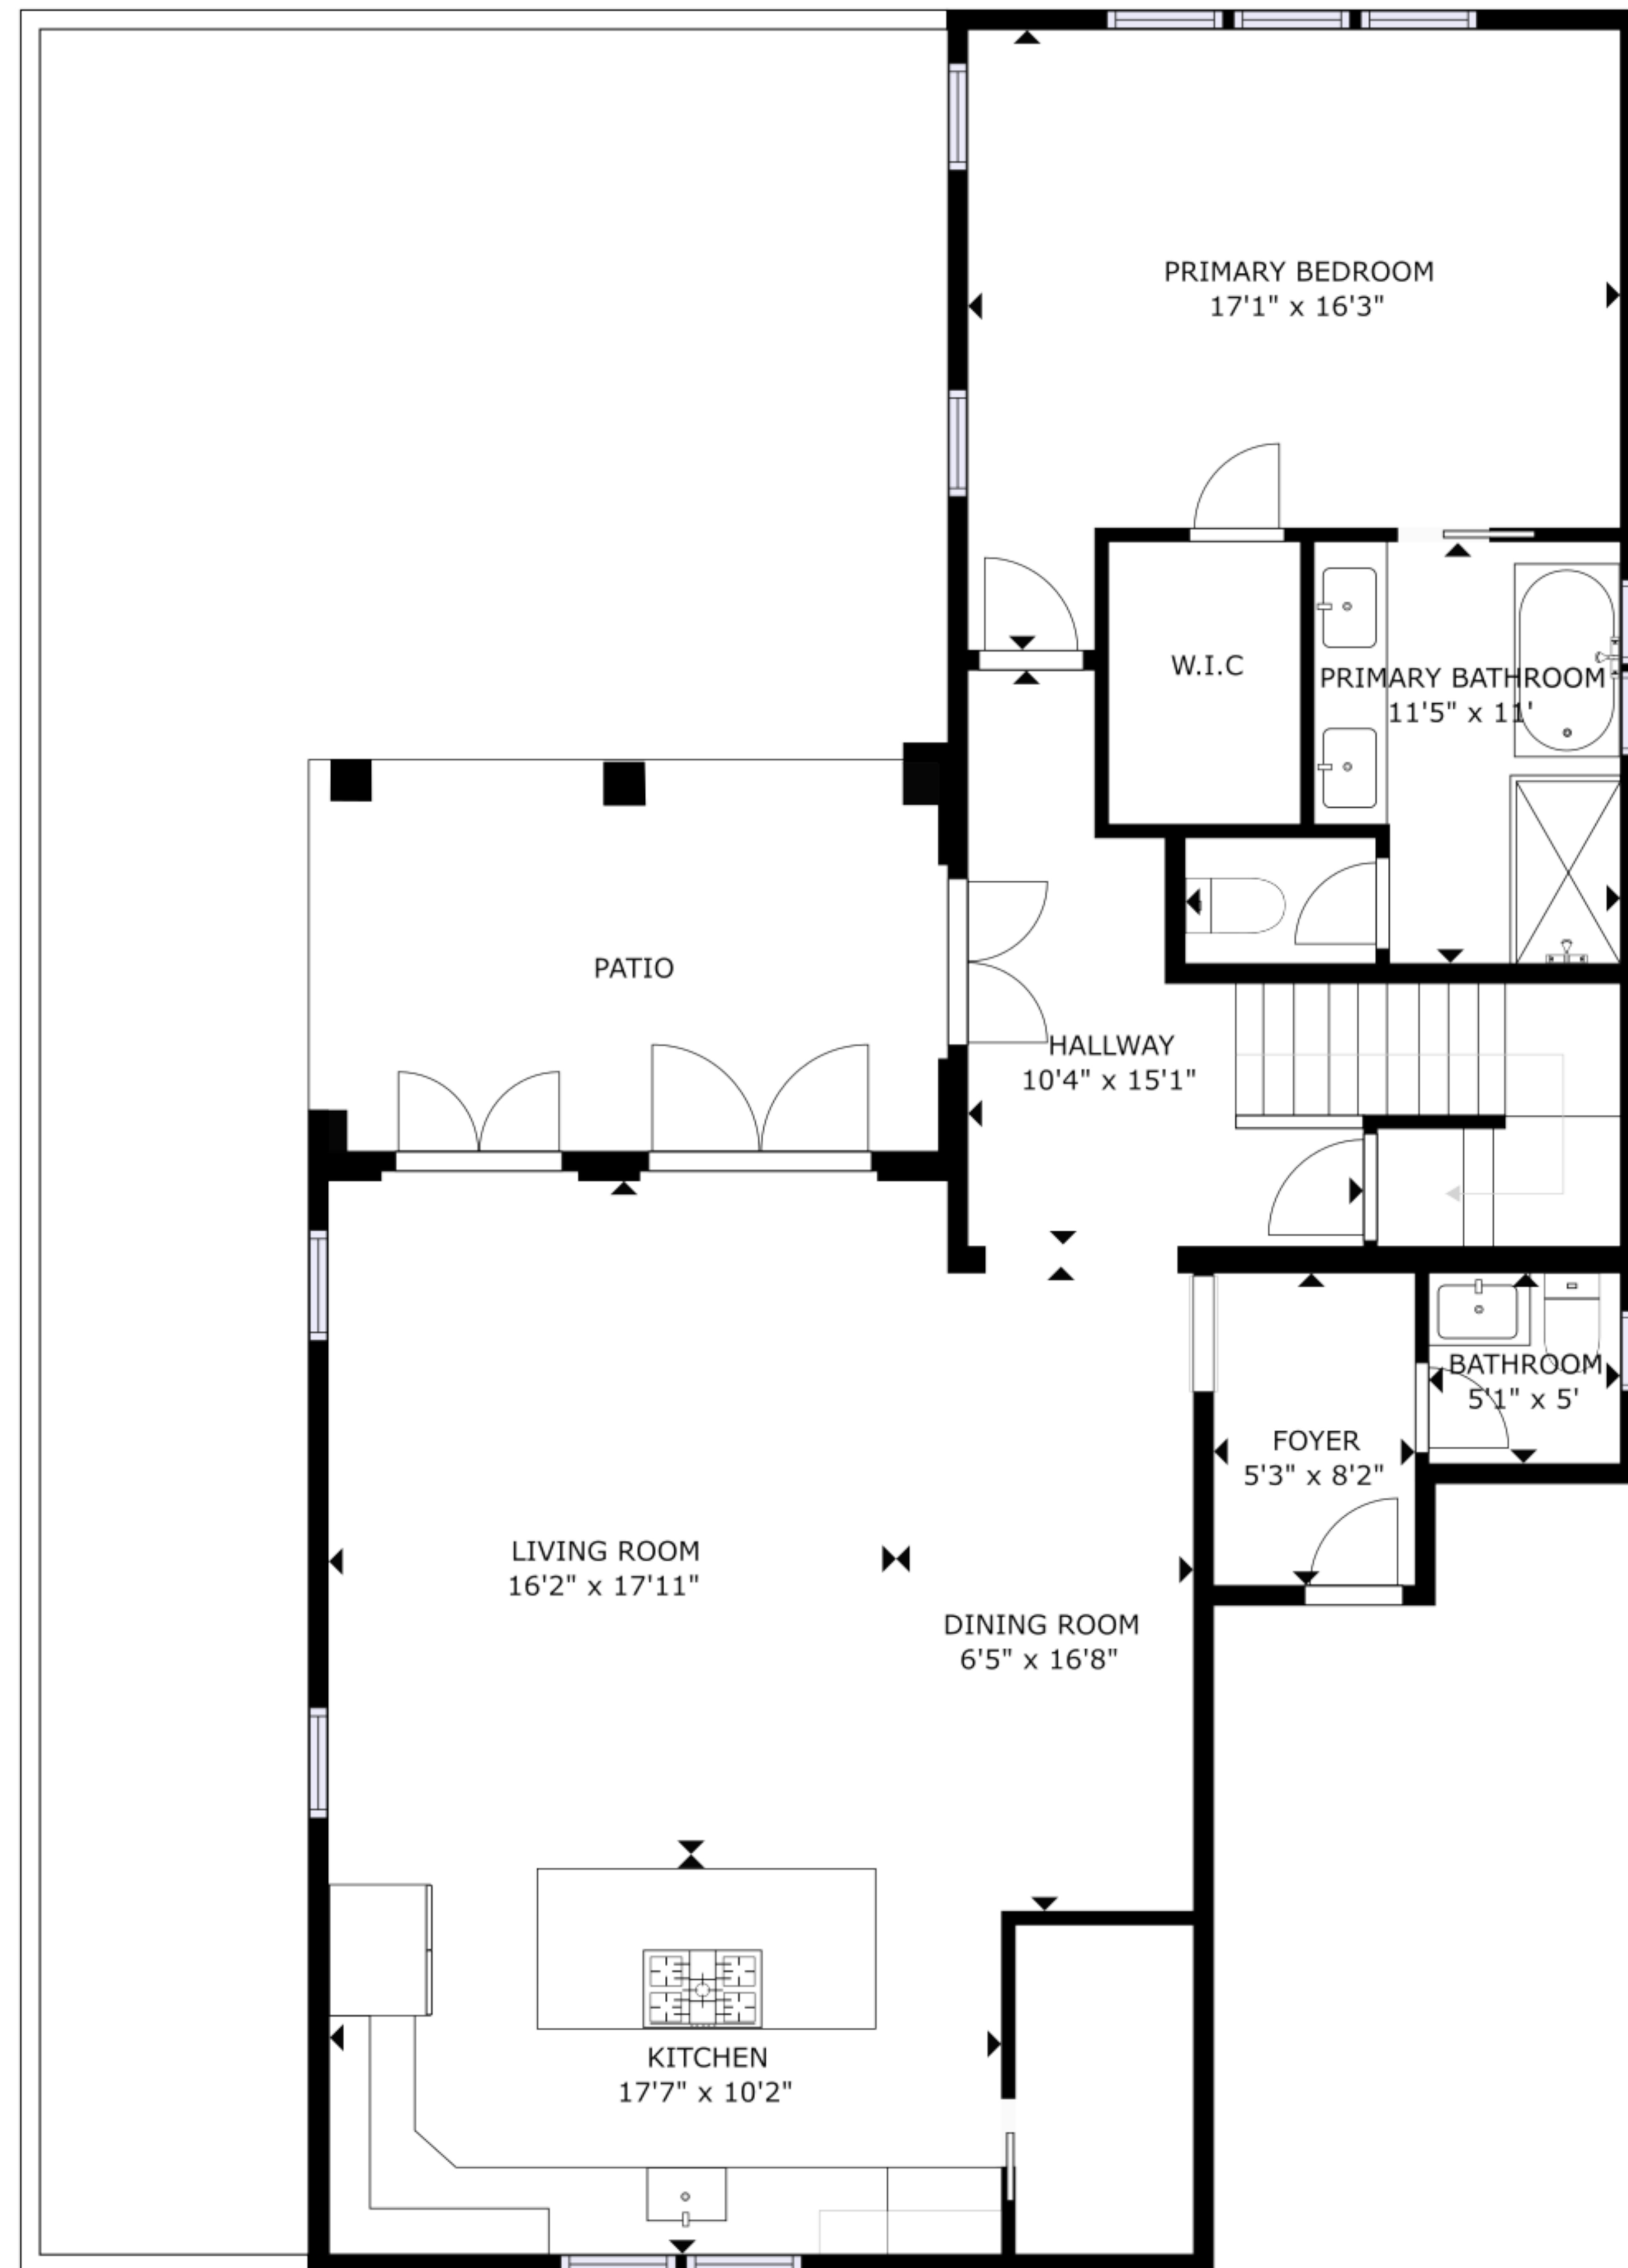 PRIMARY BEDROOM
17'1" x 16'3"
W.I.C
PRIMARY BATHROOM
11'5" x 11'
PATIO
HALLWAY
10'4" x 15'1"
BATHROOM
5'1" x 5'
FOYER
5'3" x 8'2"
LIVING ROOM
16'2" x 17'11"
DINING ROOM
6'5" x 16'8"
KITCHEN
17'7" x 10'2"